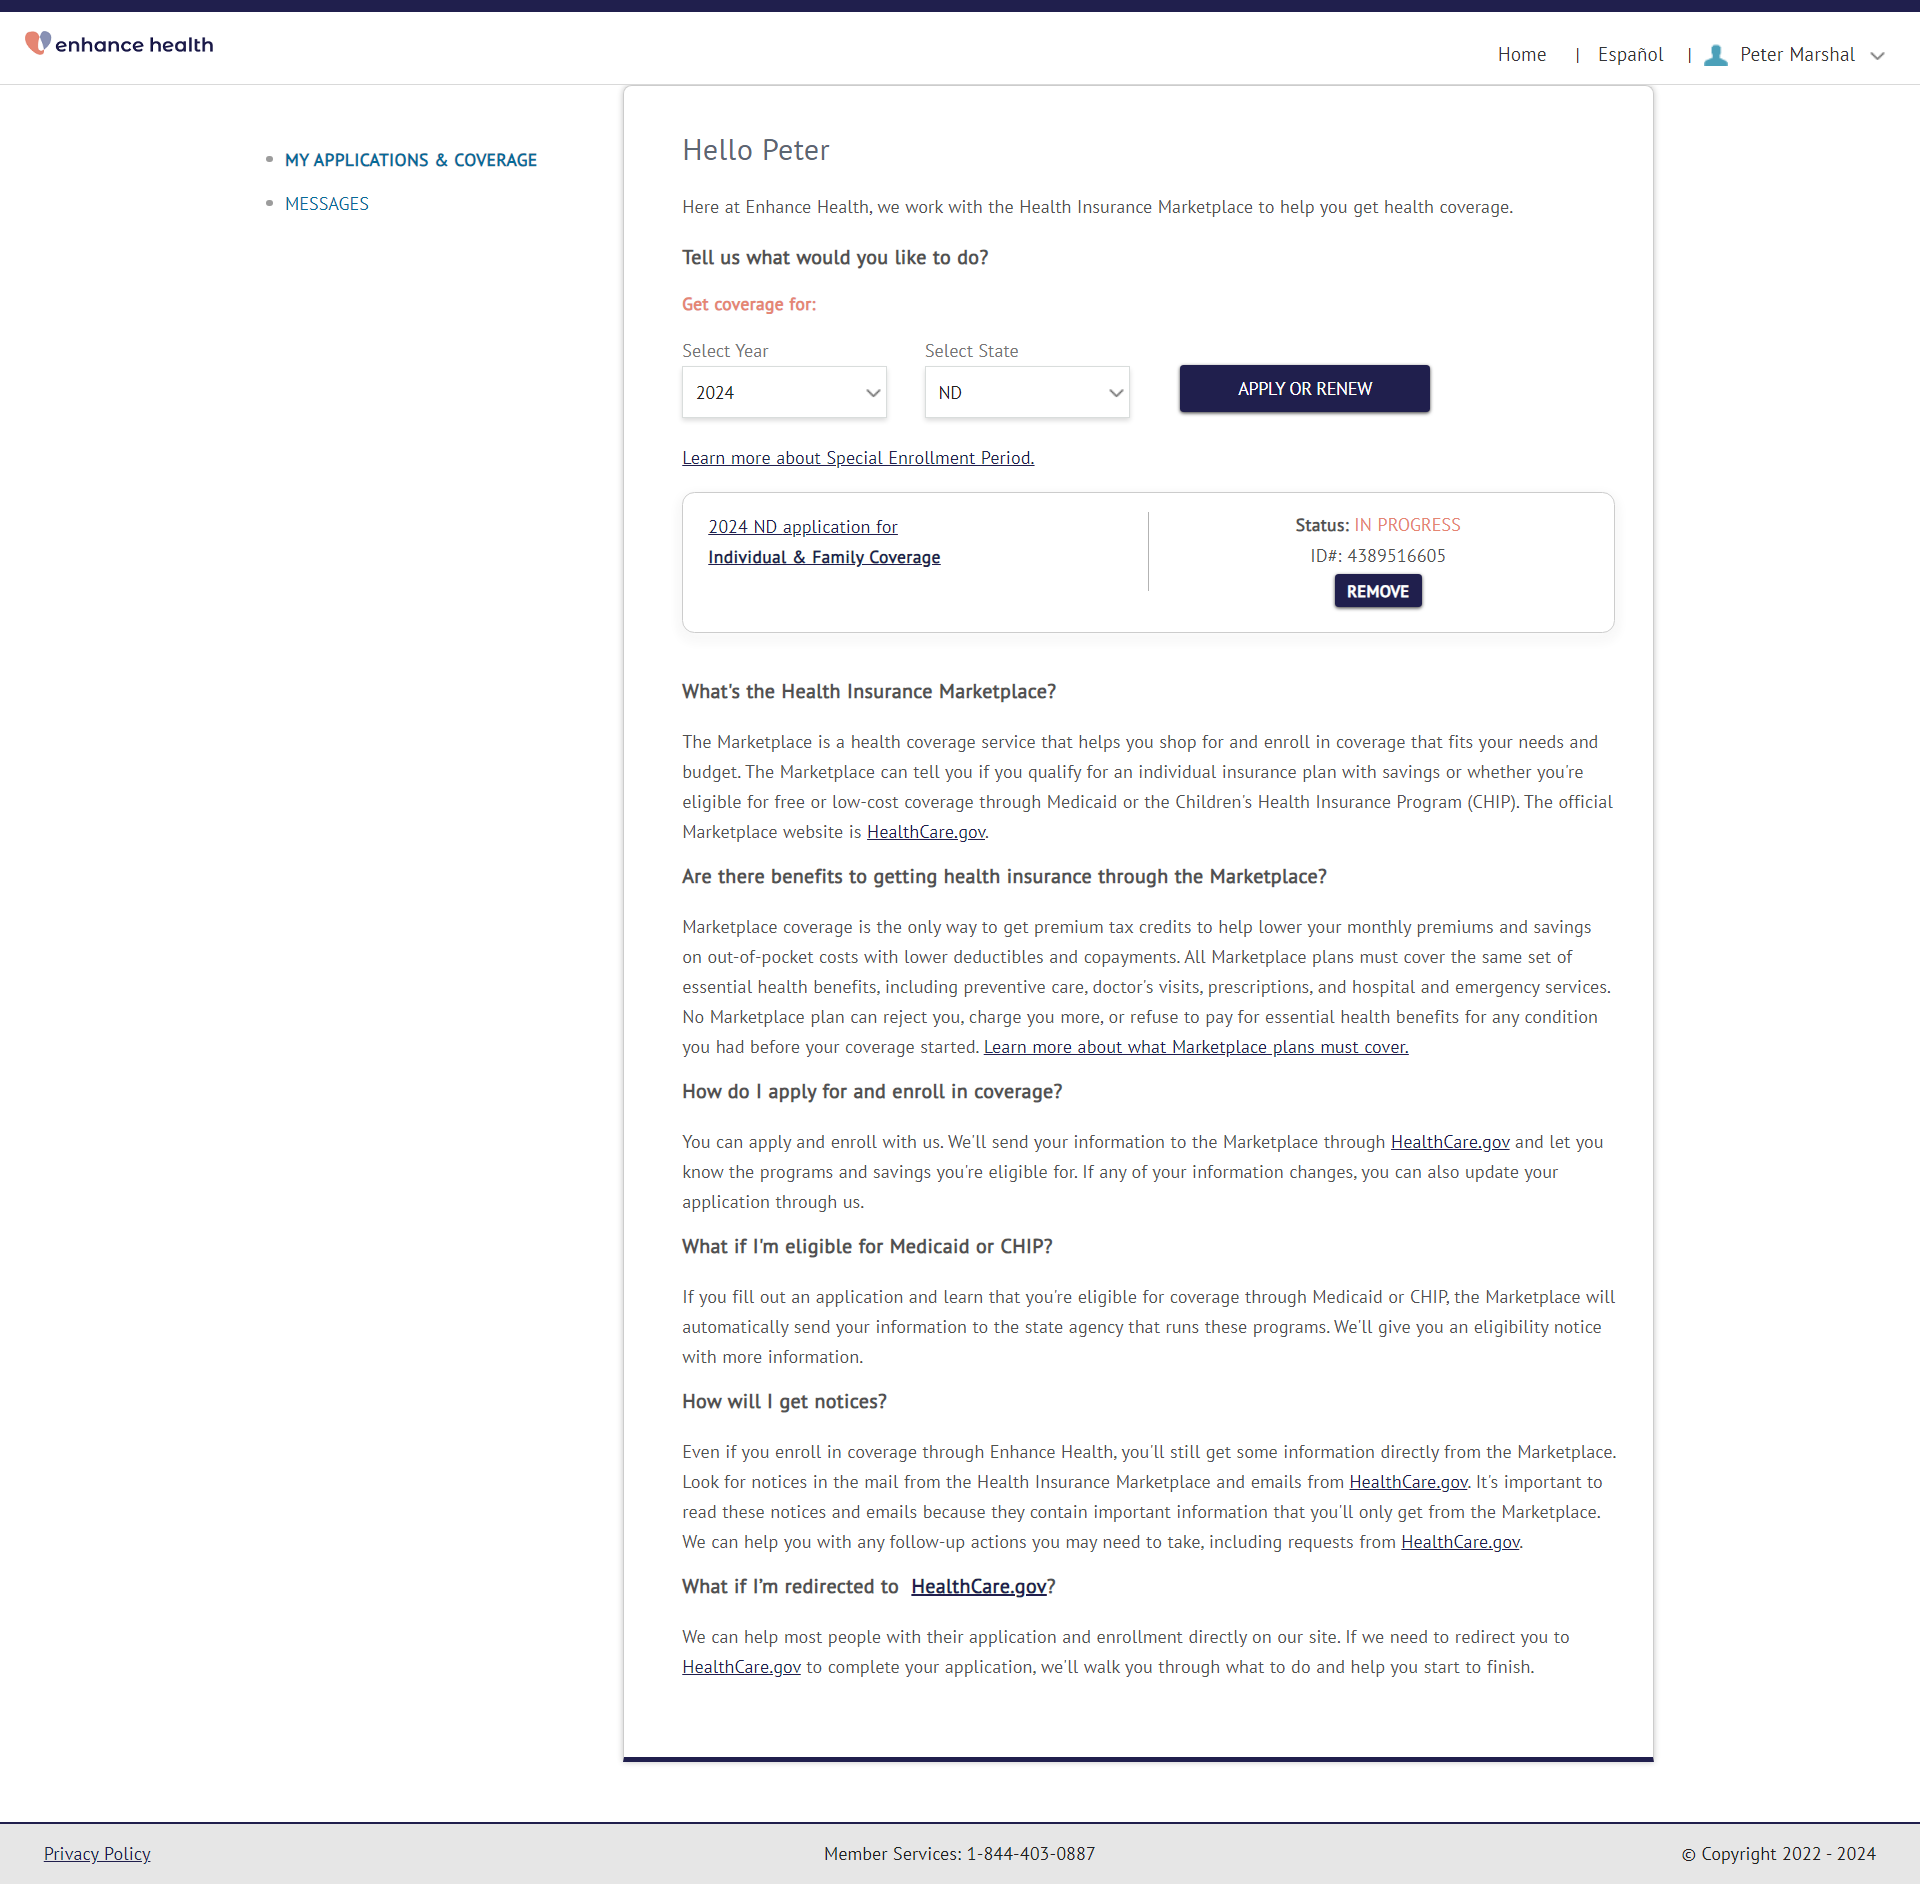 enhance health
Home | Español | Peter Marshal
MY APPLICATIONS & COVERAGE
MESSAGES
Hello Peter
Here at Enhance Health, we work with the Health Insurance Marketplace to help you get health coverage.
Tell us what would you like to do?
Get coverage for:
Select Year
Select State
2024
ND
APPLY OR RENEW
Learn more about Special Enrollment Period.
2024 ND application for
Individual & Family Coverage
Status: IN PROGRESS
ID#: 4389516605
REMOVE
What's the Health Insurance Marketplace?
The Marketplace is a health coverage service that helps you shop for and enroll in coverage that fits your needs and
budget. The Marketplace can tell you if you qualify for an individual insurance plan with savings or whether you're
eligible for free or low-cost coverage through Medicaid or the Children's Health Insurance Program (CHIP). The official
Marketplace website is HealthCare.gov.
Are there benefits to getting health insurance through the Marketplace?
Marketplace coverage is the only way to get premium tax credits to help lower your monthly premiums and savings
on out-of-pocket costs with lower deductibles and copayments. All Marketplace plans must cover the same set of
essential health benefits, including preventive care, doctor's visits, prescriptions, and hospital and emergency services.
No Marketplace plan can reject you, charge you more, or refuse to pay for essential health benefits for any condition
you had before your coverage started. Learn more about what Marketplace plans must cover.
How do I apply for and enroll in coverage?
You can apply and enroll with us. We'll send your information to the Marketplace through HealthCare.gov and let you
know the programs and savings you're eligible for. If any of your information changes, you can also update your
application through us.
What if I'm eligible for Medicaid or CHIP?
If you fill out an application and learn that you're eligible for coverage through Medicaid or CHIP, the Marketplace will
automatically send your information to the state agency that runs these programs. We'll give you an eligibility notice
with more information.
How will I get notices?
Even if you enroll in coverage through Enhance Health, you'll still get some information directly from the Marketplace.
Look for notices in the mail from the Health Insurance Marketplace and emails from HealthCare.gov. It's important to
read these notices and emails because they contain important information that you'll only get from the Marketplace.
We can help you with any follow-up actions you may need to take, including requests from HealthCare.gov.
What if I’m redirected to HealthCare.gov?
We can help most people with their application and enrollment directly on our site. If we need to redirect you to
HealthCare.gov to complete your application, we'll walk you through what to do and help you start to finish.
Privacy Policy
Member Services: 1-844-403-0887
© Copyright 2022 - 2024